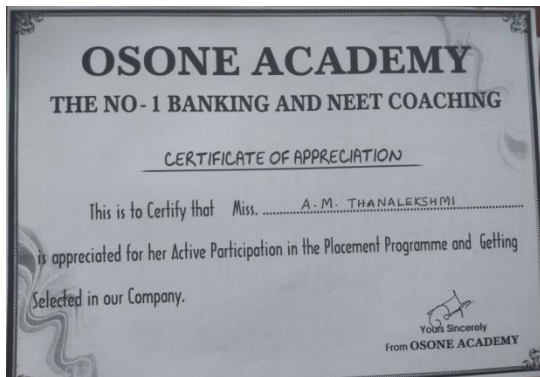 OSONE ACADEMY
THE NO-1 BANKING AND NEET COACHING
CERTIFICATE OF APPRECIATION
This is to Certify that Miss. A.M. THANALEKSHMI
is appreciated for her Active Participation in the Placement Programme and Getting
Selected in our Company.
Yours Sincerely
From OSONE ACADEMY